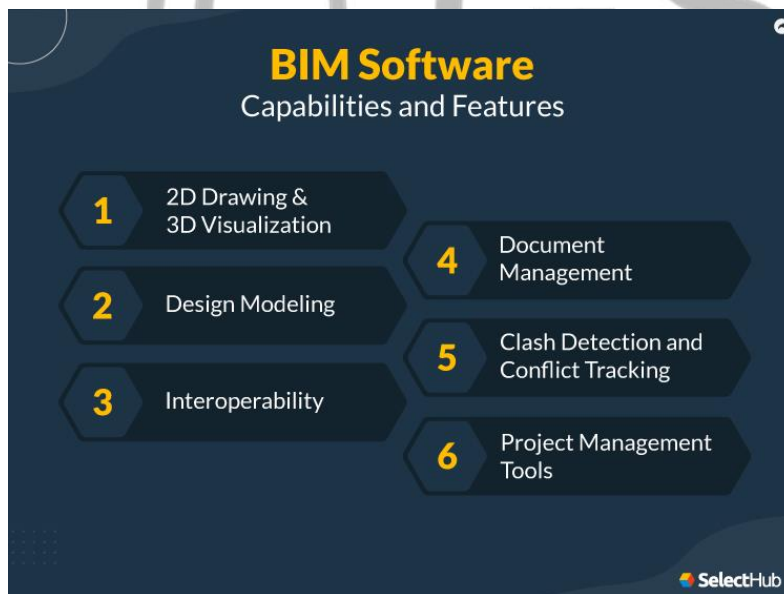 BIM Software
Capabilities and Features
1
2D Drawing &
3D Visualization
2
Design Modeling
3
Interoperability
4
Document
Management
5
Clash Detection and
Conflict Tracking
6
Project Management
Tools
SelectHub